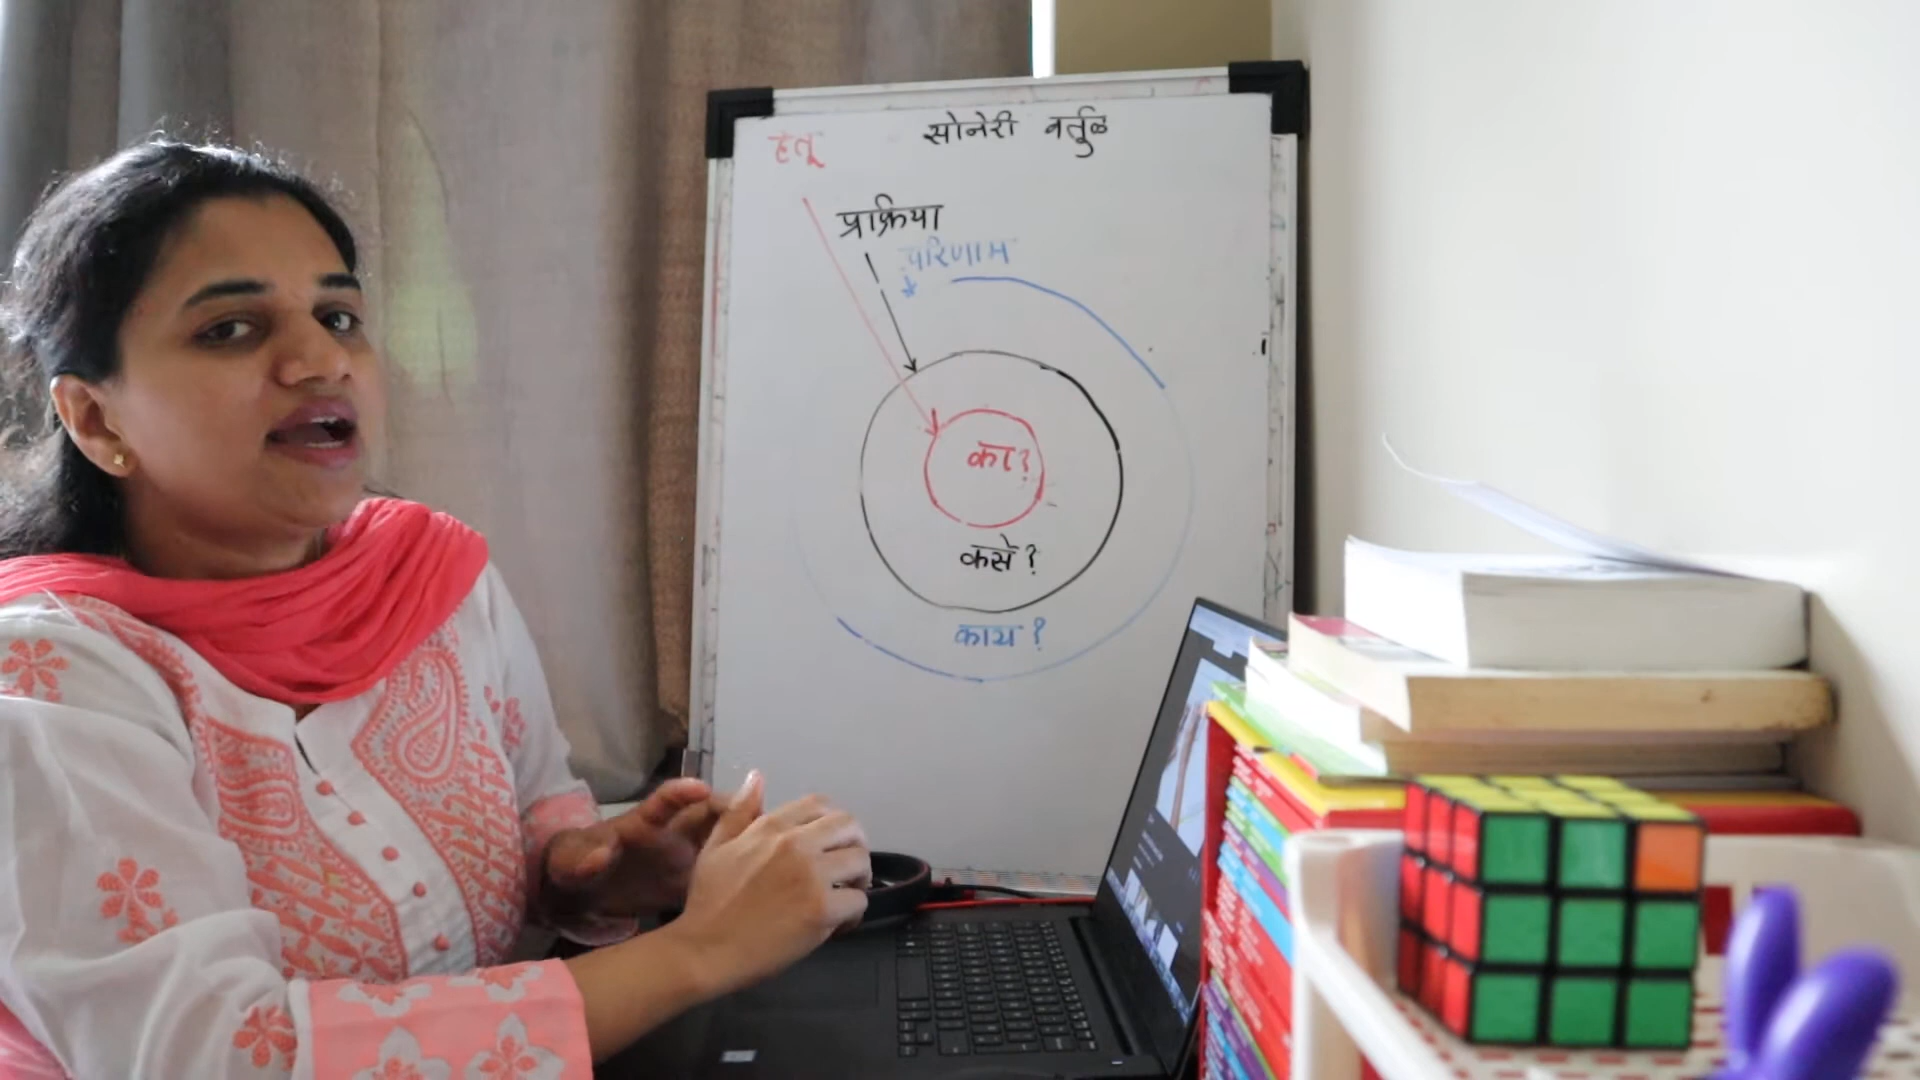 सोनेरी वर्तुळ
हेतू
प्रक्रिया
परिणाम
का?
कसे?
काय?